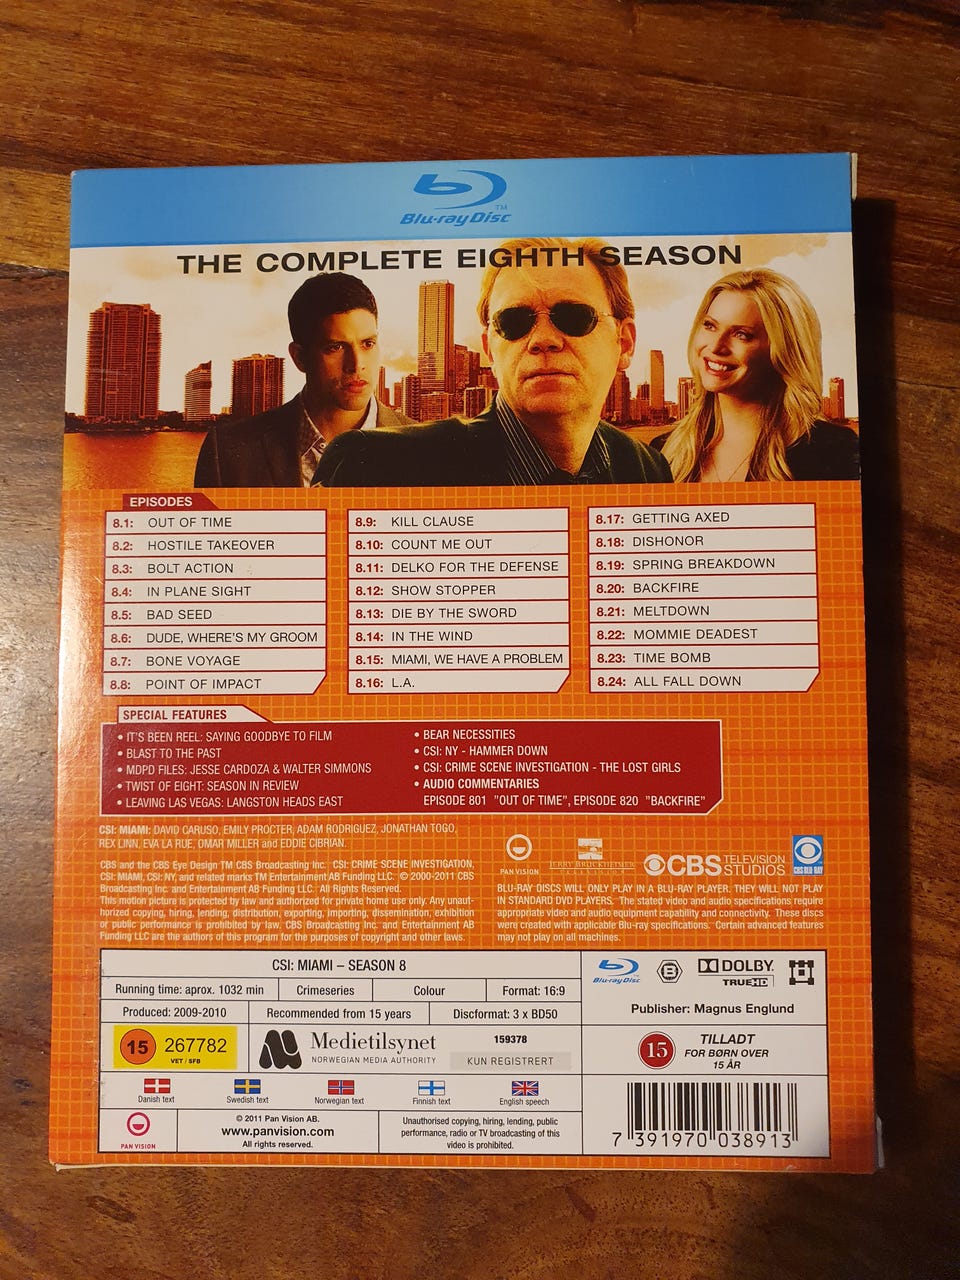 Blu-ray Disc
TM
THE COMPLETE EIGHTH SEASON
EPISODES
8.1: OUT OF TIME
8.2: HOSTILE TAKEOVER
8.3: BOLT ACTION
8.4: IN PLANE SIGHT
8.5: BAD SEED
8.6: DUDE, WHERE'S MY GROOM
8.7: BONE VOYAGE
8.8: POINT OF IMPACT
8.9: KILL CLAUSE
8.10: COUNT ME OUT
8.11: DELKO FOR THE DEFENSE
8.12: SHOW STOPPER
8.13: DIE BY THE SWORD
8.14: IN THE WIND
8.15: MIAMI, WE HAVE A PROBLEM
8.16: L.A.
8.17: GETTING AXED
8.18: DISHONOR
8.19: SPRING BREAKDOWN
8.20: BACKFIRE
8.21: MELTDOWN
8.22: MOMMIE DEADEST
8.23: TIME BOMB
8.24: ALL FALL DOWN
SPECIAL FEATURES
• IT'S BEEN REEL: SAYING GOODBYE TO FILM
• BLAST TO THE PAST
• MDPD FILES: JESSE CARDOZA & WALTER SIMMONS
• TWIST OF EIGHT: SEASON IN REVIEW
• LEAVING LAS VEGAS: LANGSTON HEADS EAST
• BEAR NECESSITIES
• CSI: NY - HAMMER DOWN
• CSI: CRIME SCENE INVESTIGATION - THE LOST GIRLS
• AUDIO COMMENTARIES
EPISODE 801 "OUT OF TIME", EPISODE 820 "BACKFIRE"
CSI: MIAMI: DAVID CARUSO, EMILY PROCTER, ADAM RODRIGUEZ, JONATHAN TOGO,
REX LINN, EVA LA RUE, OMAR MILLER and EDDIE CIBRIAN.
CBS and the CBS Eye Design TM CBS Broadcasting Inc. CSI: CRIME SCENE INVESTIGATION,
CSI: MIAMI, CSI: NY, and related marks TM Entertainment AB Funding LLC. © 2000-2011 CBS
Broadcasting Inc. and Entertainment AB Funding LLC. All Rights Reserved.
This motion picture is protected by law and authorized for private home use only. Any unaut-
horized copying, hiring, lending, distribution, exporting, importing, dissemination, exhibition
or public performance is prohibited by law. CBS Broadcasting Inc. and Entertainment AB
Funding LLC are the authors of this program for the purposes of copyright and other laws.
PAN VISION
JERRY BRUCKHEIMER
TELEVISION
CBS TELEVISION
STUDIOS
CBS BLU-RAY
BLU-RAY DISCS WILL ONLY PLAY IN A BLU-RAY PLAYER. THEY WILL NOT PLAY
IN STANDARD DVD PLAYERS. The stated video and audio specifications require
appropriate video and audio equipment capability and connectivity. These discs
were created with applicable Blu-ray specifications. Certain advanced features
may not play on all machines.
CSI: MIAMI – SEASON 8
Running time: aprox. 1032 min
Crimeseries
Colour
Format: 16:9
Produced: 2009-2010
Recommended from 15 years
Discformat: 3 x BD50
15 267782
VET / SFB
Medietilsynet
NORWEGIAN MEDIA AUTHORITY
159378
KUN REGISTRERT
Danish text
Swedish text
Norwegian text
Finnish text
English speech
PAN VISION
© 2011 Pan Vision AB.
www.panvision.com
All rights reserved.
Unauthorised copying, hiring, lending, public
performance, radio or TV broadcasting of this
video is prohibited.
Blu-ray Disc
B
DOLBY
TRUEHD
Publisher: Magnus Englund
15
TILLADT
FOR BØRN OVER
15 ÅR
7 391970 038913